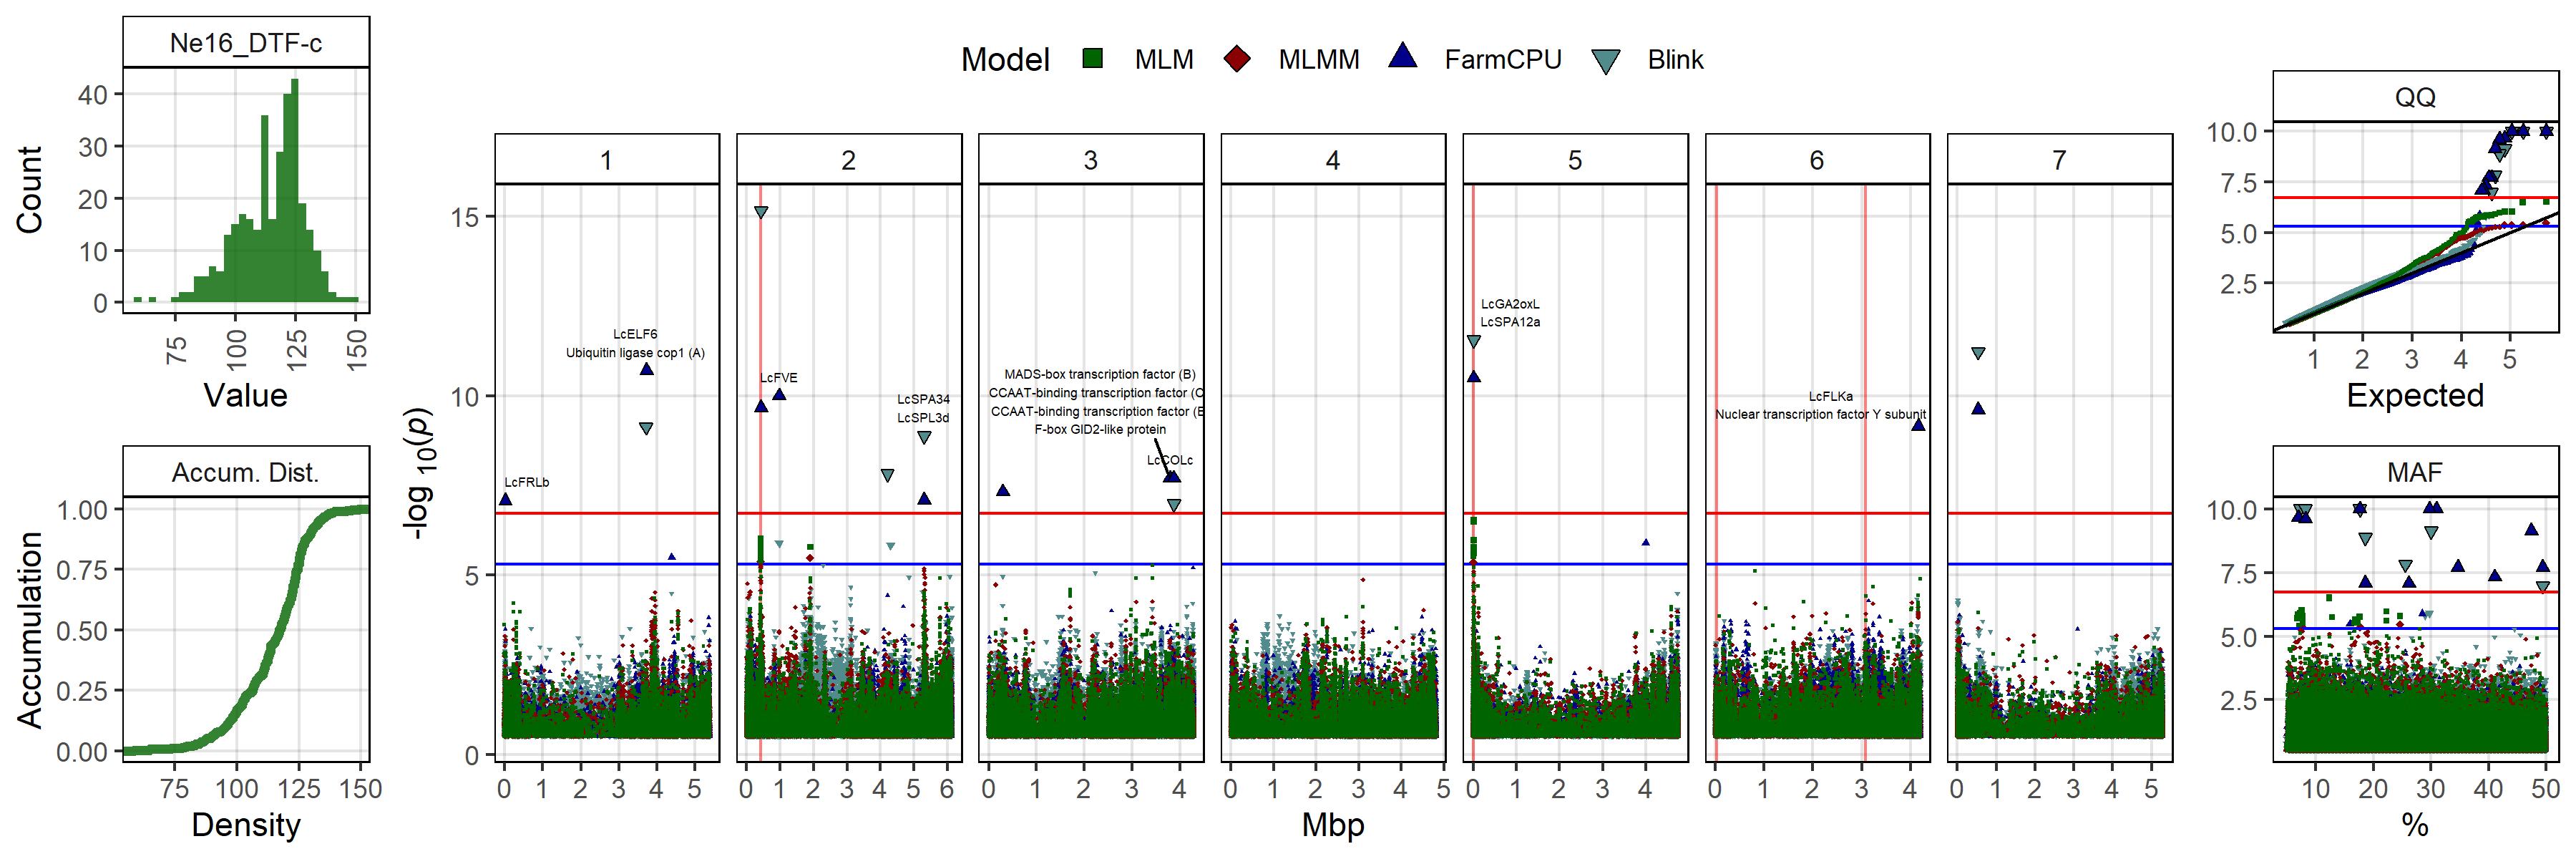 Ne16_DTF-c
Count
40
30
20
10
0
75 100 125 150
Value
Accum. Dist.
Accumulation
1.00
0.75
0.50
0.25
0.00
75 100 125 150
Density
Model MLM MLMM FarmCPU Blink
-log 10(p)
15
10
5
0
1 2 3 4 5 6 7
LcFRLb
LcELF6
Ubiquitin ligase cop1 (A)
LcFVE
LcSPA34
LcSPL3d
MADS-box transcription factor (B)
CCAAT-binding transcription factor (C
CCAAT-binding transcription factor (B
F-box GID2-like protein
LcCOLc
LcGA2oxL
LcSPA12a
LcFLKa
Nuclear transcription factor Y subunit
0 1 2 3 4 5
0 1 2 3 4 5 6
0 1 2 3 4
0 1 2 3 4 5
0 1 2 3 4
0 1 2 3 4
0 1 2 3 4 5
Mbp
QQ
10.0
7.5
5.0
2.5
1 2 3 4 5
Expected
MAF
10.0
7.5
5.0
2.5
10 20 30 40 50
%